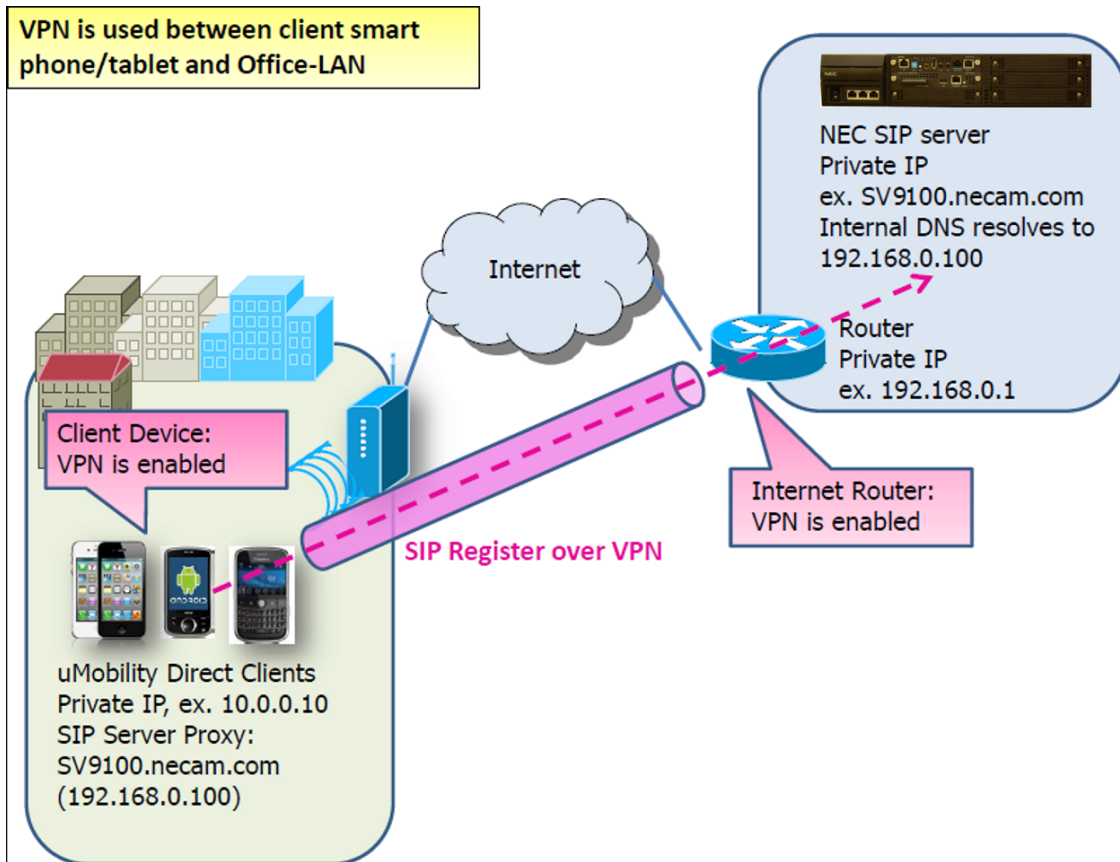 VPN is used between client smart
phone/tablet and Office-LAN
NEC
NEC SIP server
Private IP
ex. SV9100.necam.com
Internal DNS resolves to
192.168.0.100
Internet
Router
Private IP
ex. 192.168.0.1
Client Device:
VPN is enabled
Internet Router:
VPN is enabled
SIP Register over VPN
ANDROID
uMobility Direct Clients
Private IP, ex. 10.0.0.10
SIP Server Proxy:
SV9100.necam.com
(192.168.0.100)